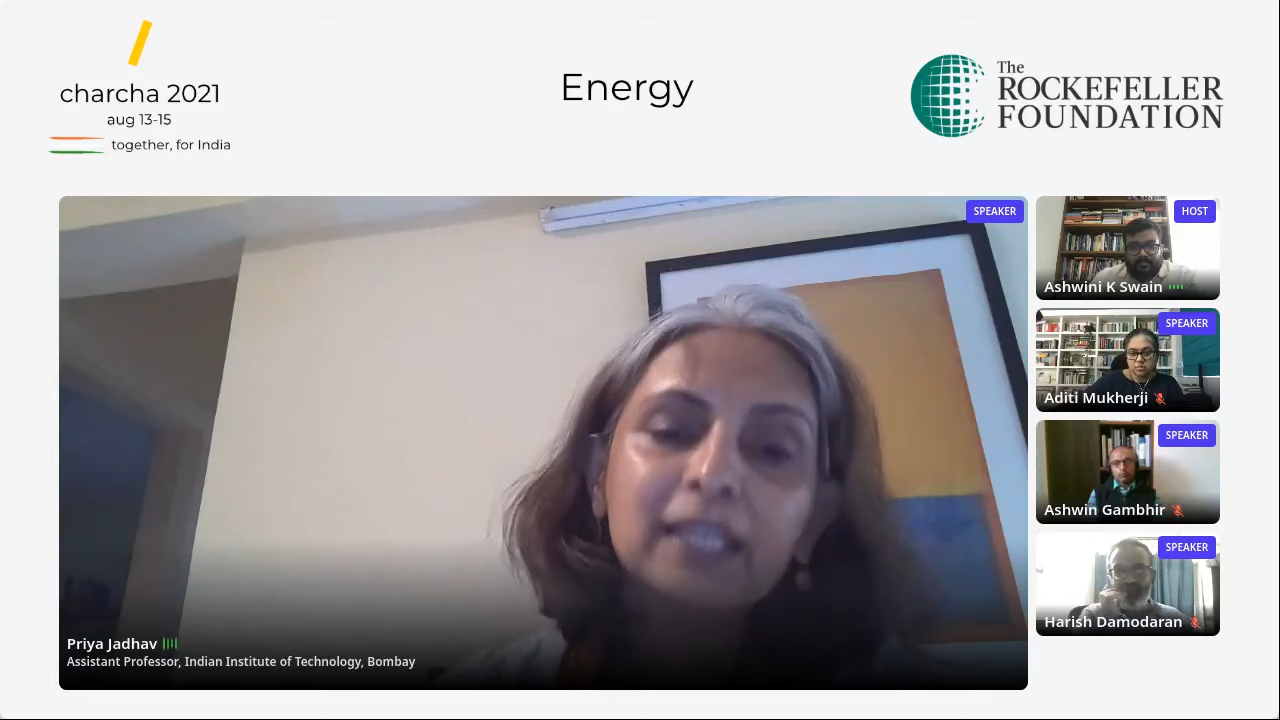 charcha 2021
aug 13-15
together, for India
Energy
The
ROCKEFELLER
FOUNDATION
SPEAKER
Priya Jadhav
Assistant Professor, Indian Institute of Technology, Bombay
HOST
Ashwini K Swain
SPEAKER
Aditi Mukherji
SPEAKER
Ashwin Gambhir
SPEAKER
Harish Damodaran